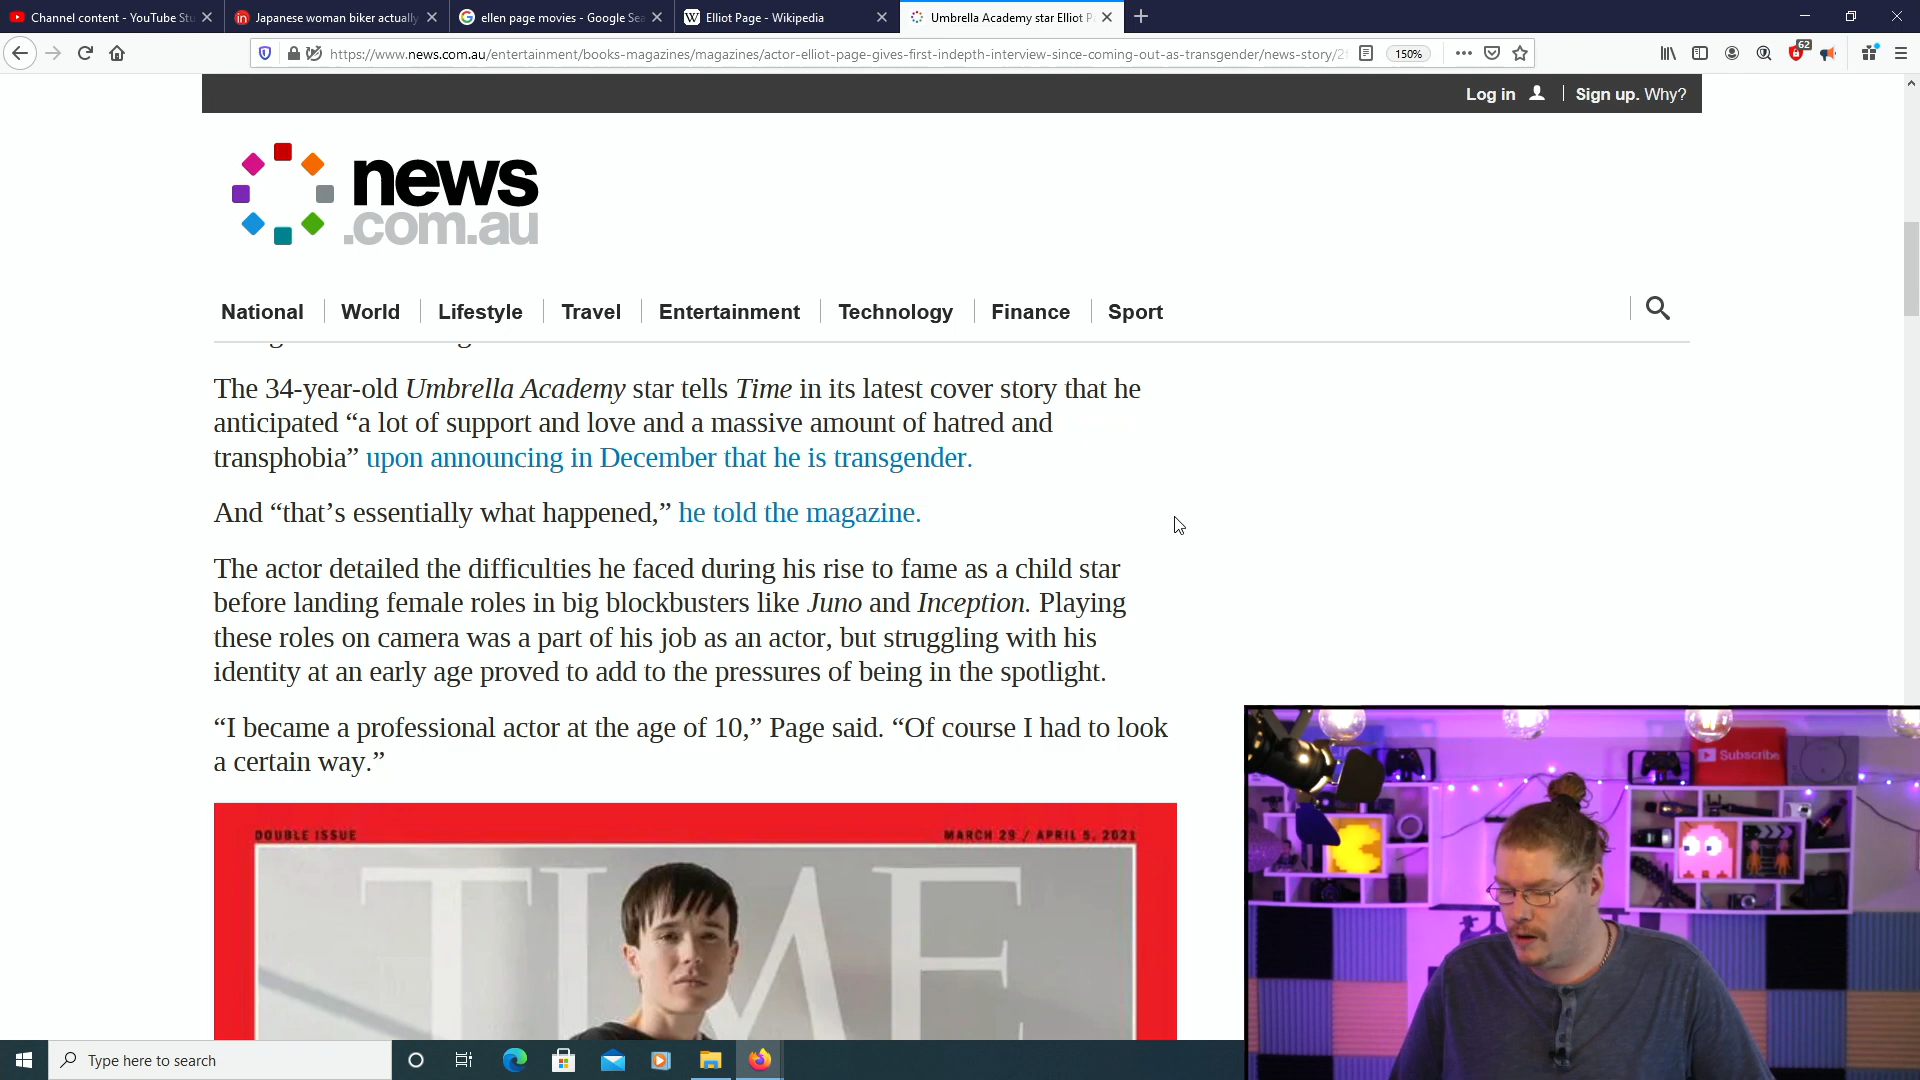 Channel content - YouTube Stu
Japanese woman biker actually
ellen page movies - Google Sea
Elliot Page - Wikipedia
Umbrella Academy star Elliot P
https://www.news.com.au/entertainment/books-magazines/magazines/actor-elliot-page-gives-first-indepth-interview-since-coming-out-as-transgender/news-story/2
150%
62
Log in
Sign up. Why?
news
.com.au
National
World
Lifestyle
Travel
Entertainment
Technology
Finance
Sport
The 34-year-old Umbrella Academy star tells Time in its latest cover story that he
anticipated “a lot of support and love and a massive amount of hatred and
transphobia” upon announcing in December that he is transgender.
And “that’s essentially what happened,” he told the magazine.
The actor detailed the difficulties he faced during his rise to fame as a child star
before landing female roles in big blockbusters like Juno and Inception. Playing
these roles on camera was a part of his job as an actor, but struggling with his
identity at an early age proved to add to the pressures of being in the spotlight.
“I became a professional actor at the age of 10,” Page said. “Of course I had to look
a certain way.”
DOUBLE ISSUE
MARCH 29 / APRIL 5, 2021
TIME
Subscribe
Type here to search